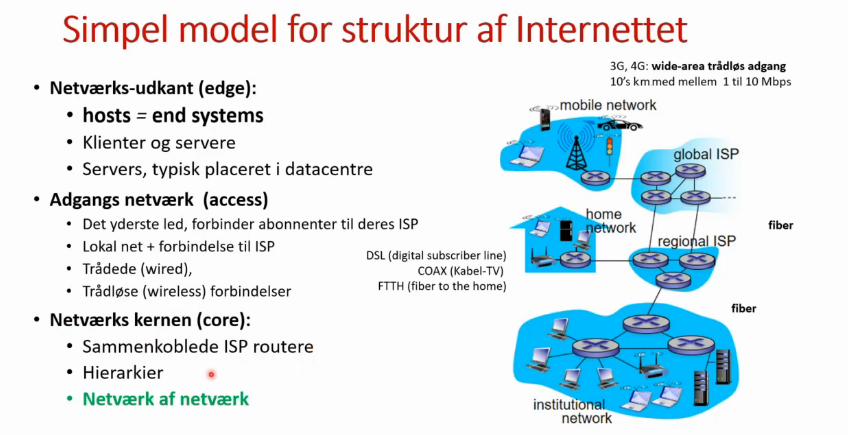 Simpel model for struktur af Internettet
• Netværks-udkant (edge):
• hosts = end systems
• Klienter og servere
• Servers, typisk placeret i datacentre
• Adgangs netværk (access)
• Det yderste led, forbinder abonnenter til deres ISP
• Lokal net + forbindelse til ISP
• Trådede (wired),
• Trådløse (wireless) forbindelser
• Netværks kernen (core):
• Sammenkoblede ISP routere
• Hierarkier
• Netværk af netværk
3G, 4G: wide-area trådløs adgang
10's km med mellem 1 til 10 Mbps
mobile network
global ISP
home
network
fiber
regional ISP
DSL (digital subscriber line)
COAX (Kabel-TV)
FTTH (fiber to the home)
fiber
institutional
network